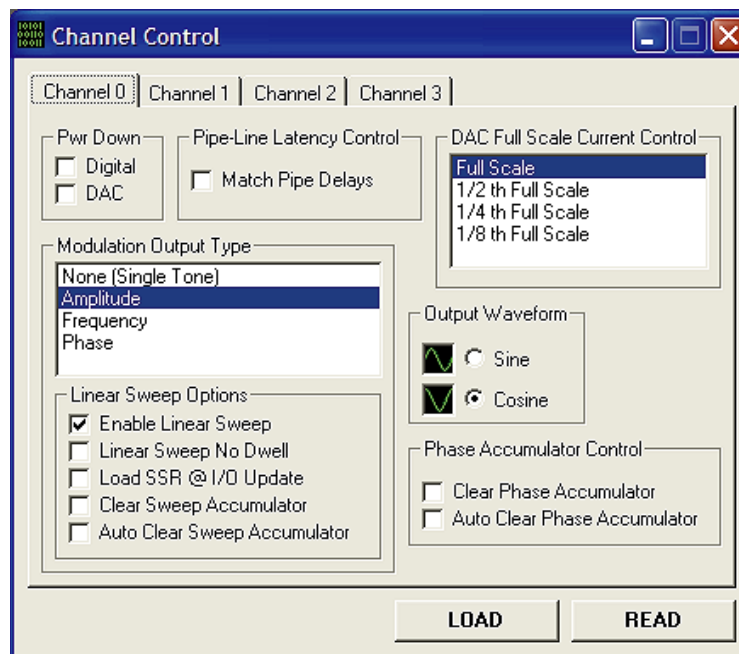 Channel Control
Channel 0
Channel 1
Channel 2
Channel 3
Pwr Down
Digital
DAC
Pipe-Line Latency Control
Match Pipe Delays
DAC Full Scale Current Control
Full Scale
1/2 th Full Scale
1/4 th Full Scale
1/8 th Full Scale
Modulation Output Type
None (Single Tone)
Amplitude
Frequency
Phase
Linear Sweep Options
Enable Linear Sweep
Linear Sweep No Dwell
Load SSR @ I/O Update
Clear Sweep Accumulator
Auto Clear Sweep Accumulator
Output Waveform
Sine
Cosine
Phase Accumulator Control
Clear Phase Accumulator
Auto Clear Phase Accumulator
LOAD
READ